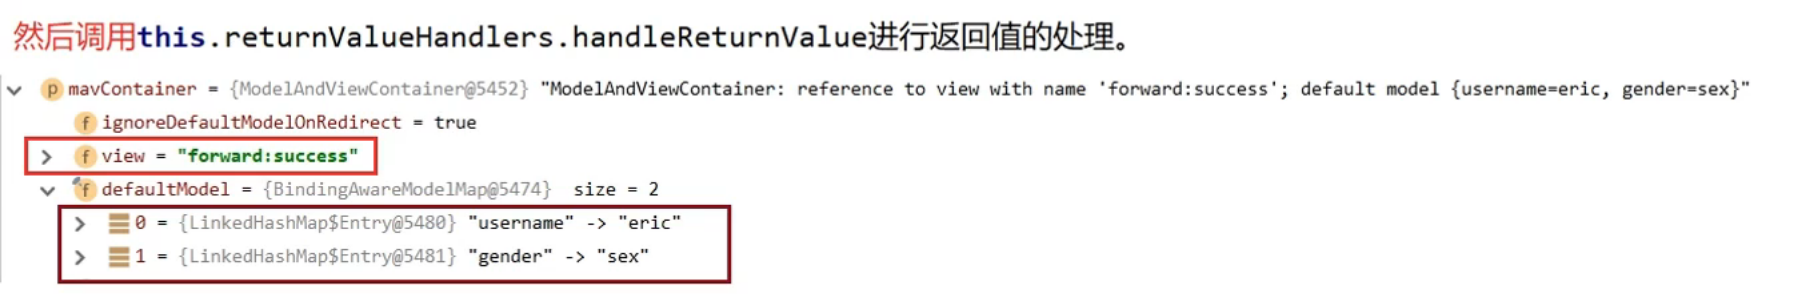 然后调用this.returnValueHandlers.handleReturnValue进行返回值的处理。
p mavContainer = {ModelAndViewContainer@5452} "ModelAndViewContainer: reference to view with name 'forward:success'; default model {username=eric, gender=sex}"
f ignoreDefaultModelOnRedirect = true
f view = "forward:success"
f defaultModel = {BindingAwareModelMap@5474} size = 2
0 = {LinkedHashMap$Entry@5480} "username" -> "eric"
1 = {LinkedHashMap$Entry@5481} "gender" -> "sex"